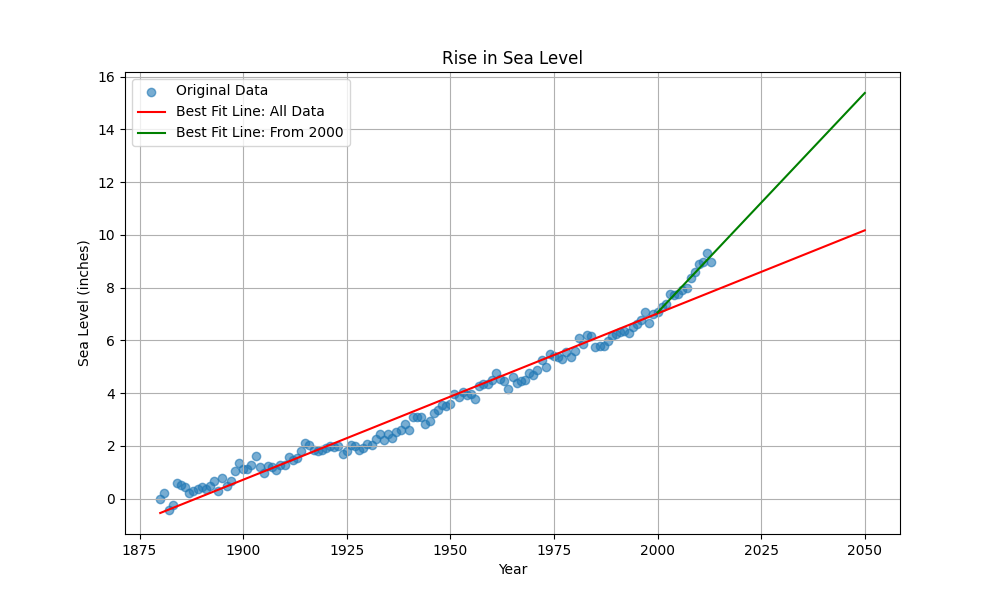 Rise in Sea Level
16
14
12
10
8
6
4
2
0
Sea Level (inches)
Original Data
Best Fit Line: All Data
Best Fit Line: From 2000
1875 1900 1925 1950 1975 2000 2025 2050
Year